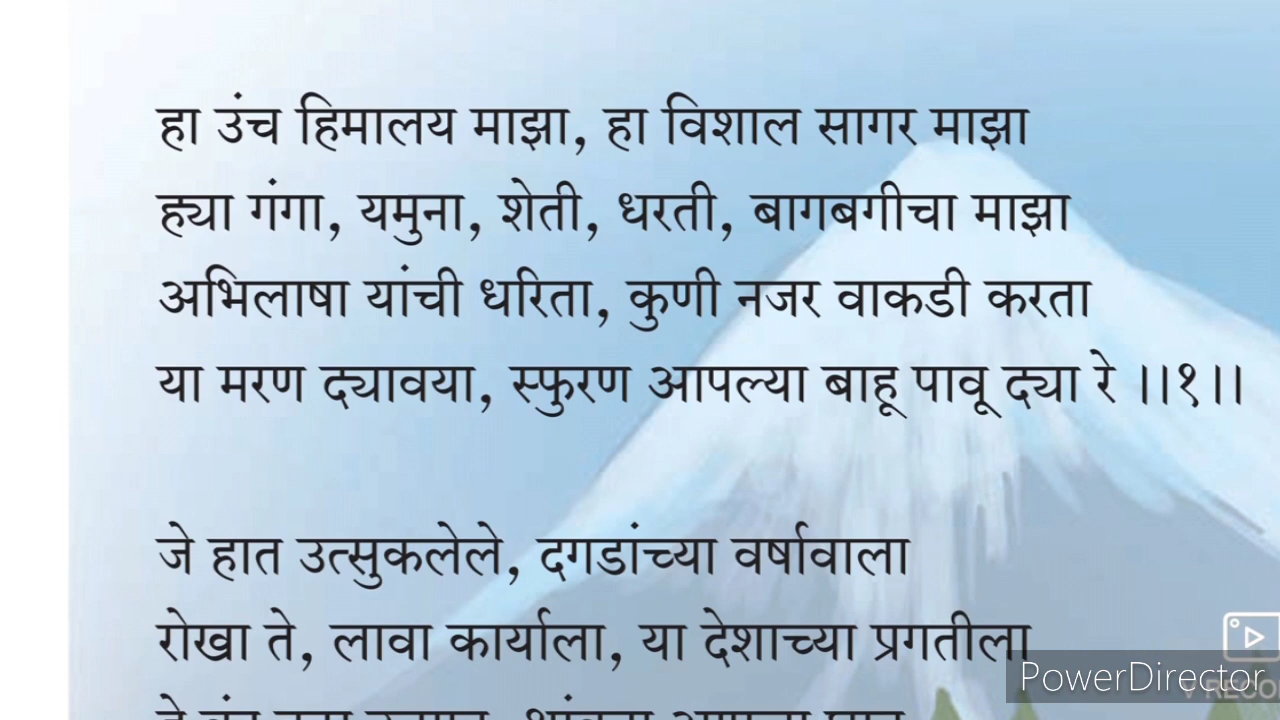 हा उंच हिमालय माझा, हा विशाल सागर माझा
ह्या गंगा, यमुना, शेती, धरती, बागबगीचा माझा
अभिलाषा यांची धरिता, कुणी नजर वाकडी करता
या मरण द्यावया, स्फुरण आपल्या बाहू पावू द्या रे ।।१।।
जे हात उत्सुकलेले, दगडांच्या वर्षावाला
रोखा ते, लावा कार्याला, या देशाच्या प्रगतीला
PowerDirector